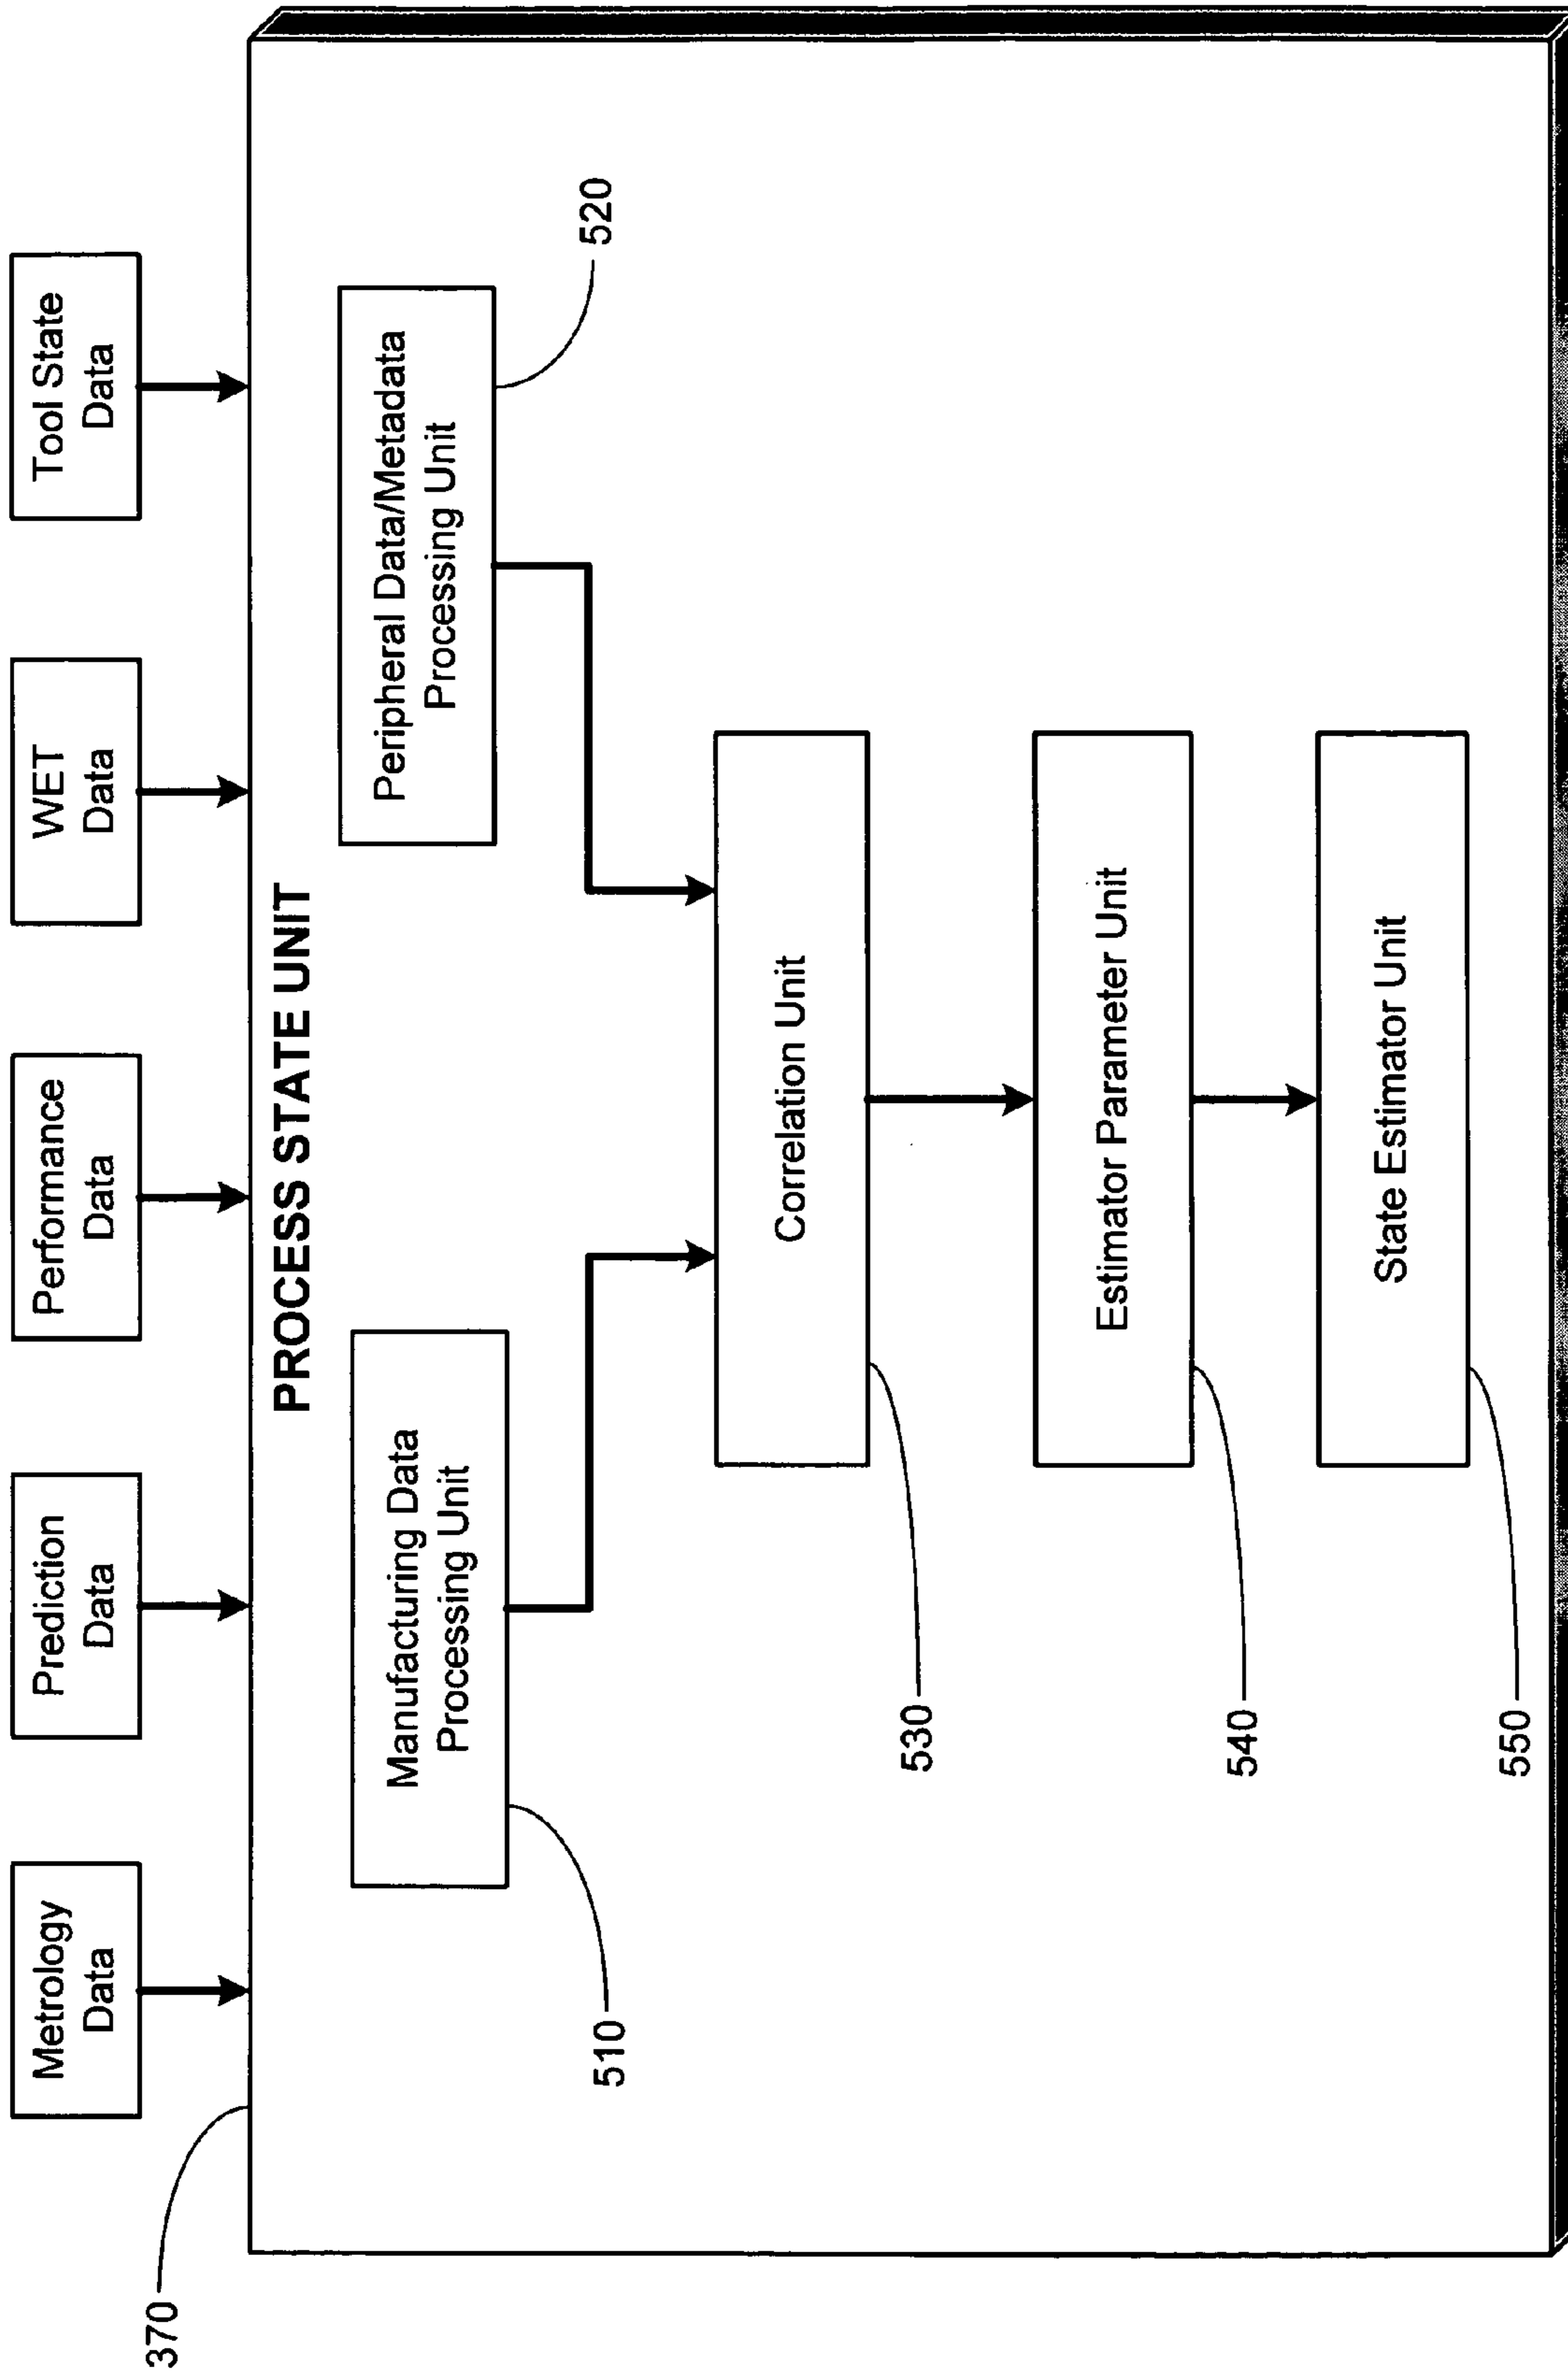 Metrology
Data
Prediction
Data
Performance
Data
WET
Data
Tool State
Data
370
PROCESS STATE UNIT
Manufacturing Data
Processing Unit
510
Peripheral Data/Metadata
Processing Unit
520
Correlation Unit
530
Estimator Parameter Unit
540
State Estimator Unit
550